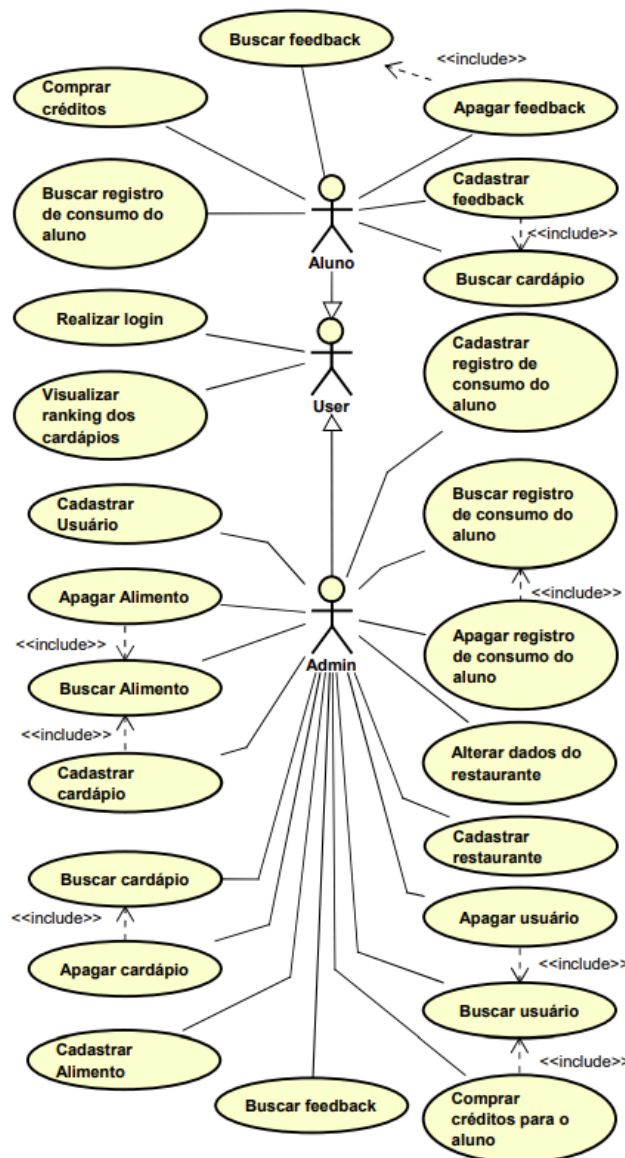 Buscar feedback
<<include>>
Comprar
créditos
Apagar feedback
Buscar registro
de consumo do
aluno
Cadastrar
feedback
<<include>>
Aluno
Buscar cardápio
Realizar login
Cadastrar
registro de
consumo do
aluno
Visualizar
ranking dos
cardápios
User
Cadastrar
Usuário
Buscar registro
de consumo do
aluno
Apagar Alimento
<<include>>
<<include>>
Apagar registro
de consumo do
aluno
Buscar Alimento
Admin
<<include>>
Cadastrar
cardápio
Alterar dados do
restaurante
Cadastrar
restaurante
Buscar cardápio
<<include>>
Apagar usuário
Apagar cardápio
<<include>>
Buscar usuário
Cadastrar
Alimento
<<include>>
Buscar feedback
Comprar
créditos para o
aluno